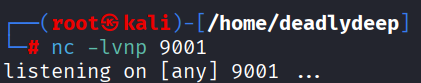 ┌──(root㉿kali)-[/home/deadlydeep]
└─# nc -lvnp 9001
listening on [any] 9001 ...